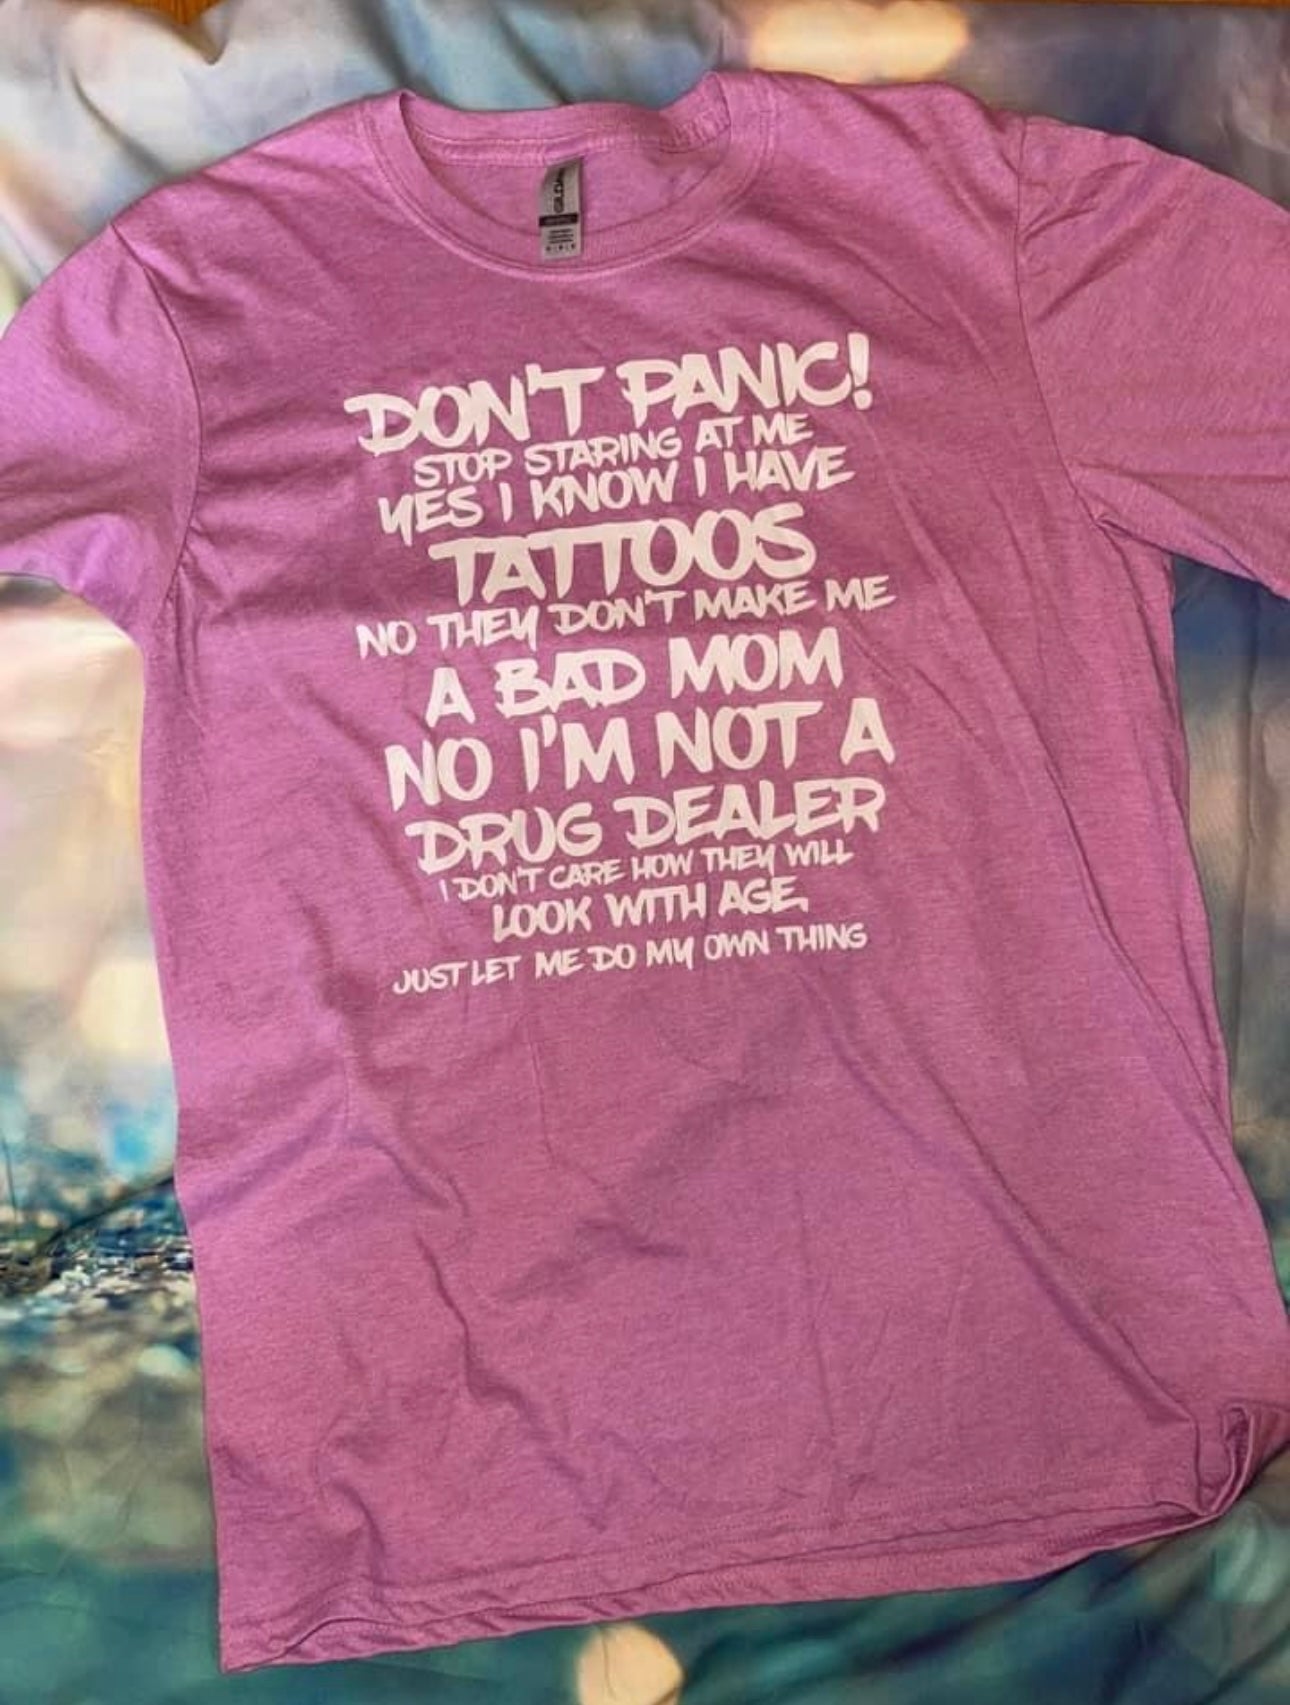 GILDAN
DON'T PANIC!
STOP STARING AT ME
YES I KNOW I HAVE
TATTOOS
NO THEY DON'T MAKE ME
A BAD MOM
NO I'M NOT A
DRUG DEALER
I DON'T CARE HOW THEY WILL
LOOK WITH AGE,
JUST LET ME DO MY OWN THING